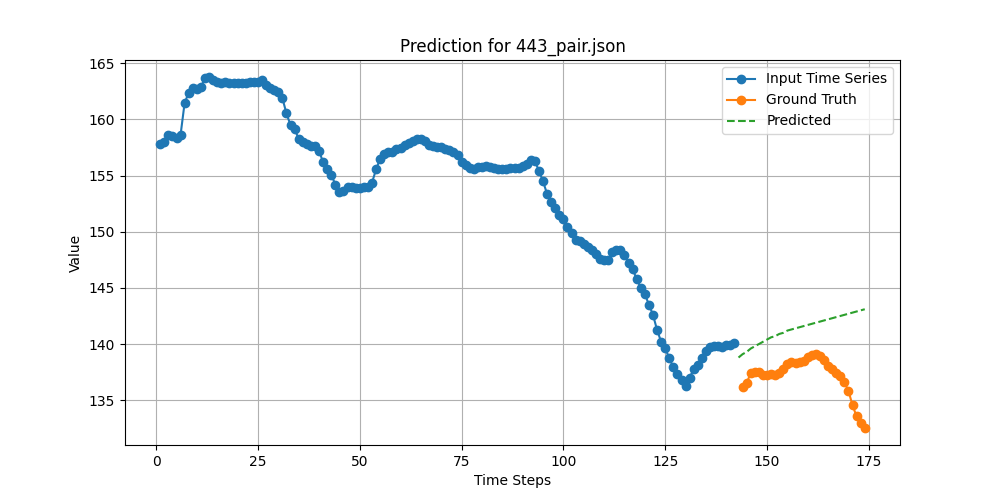 Prediction for 443_pair.json
Input Time Series
Ground Truth
Predicted
Value
165
160
155
150
145
140
135
0 25 50 75 100 125 150 175
Time Steps